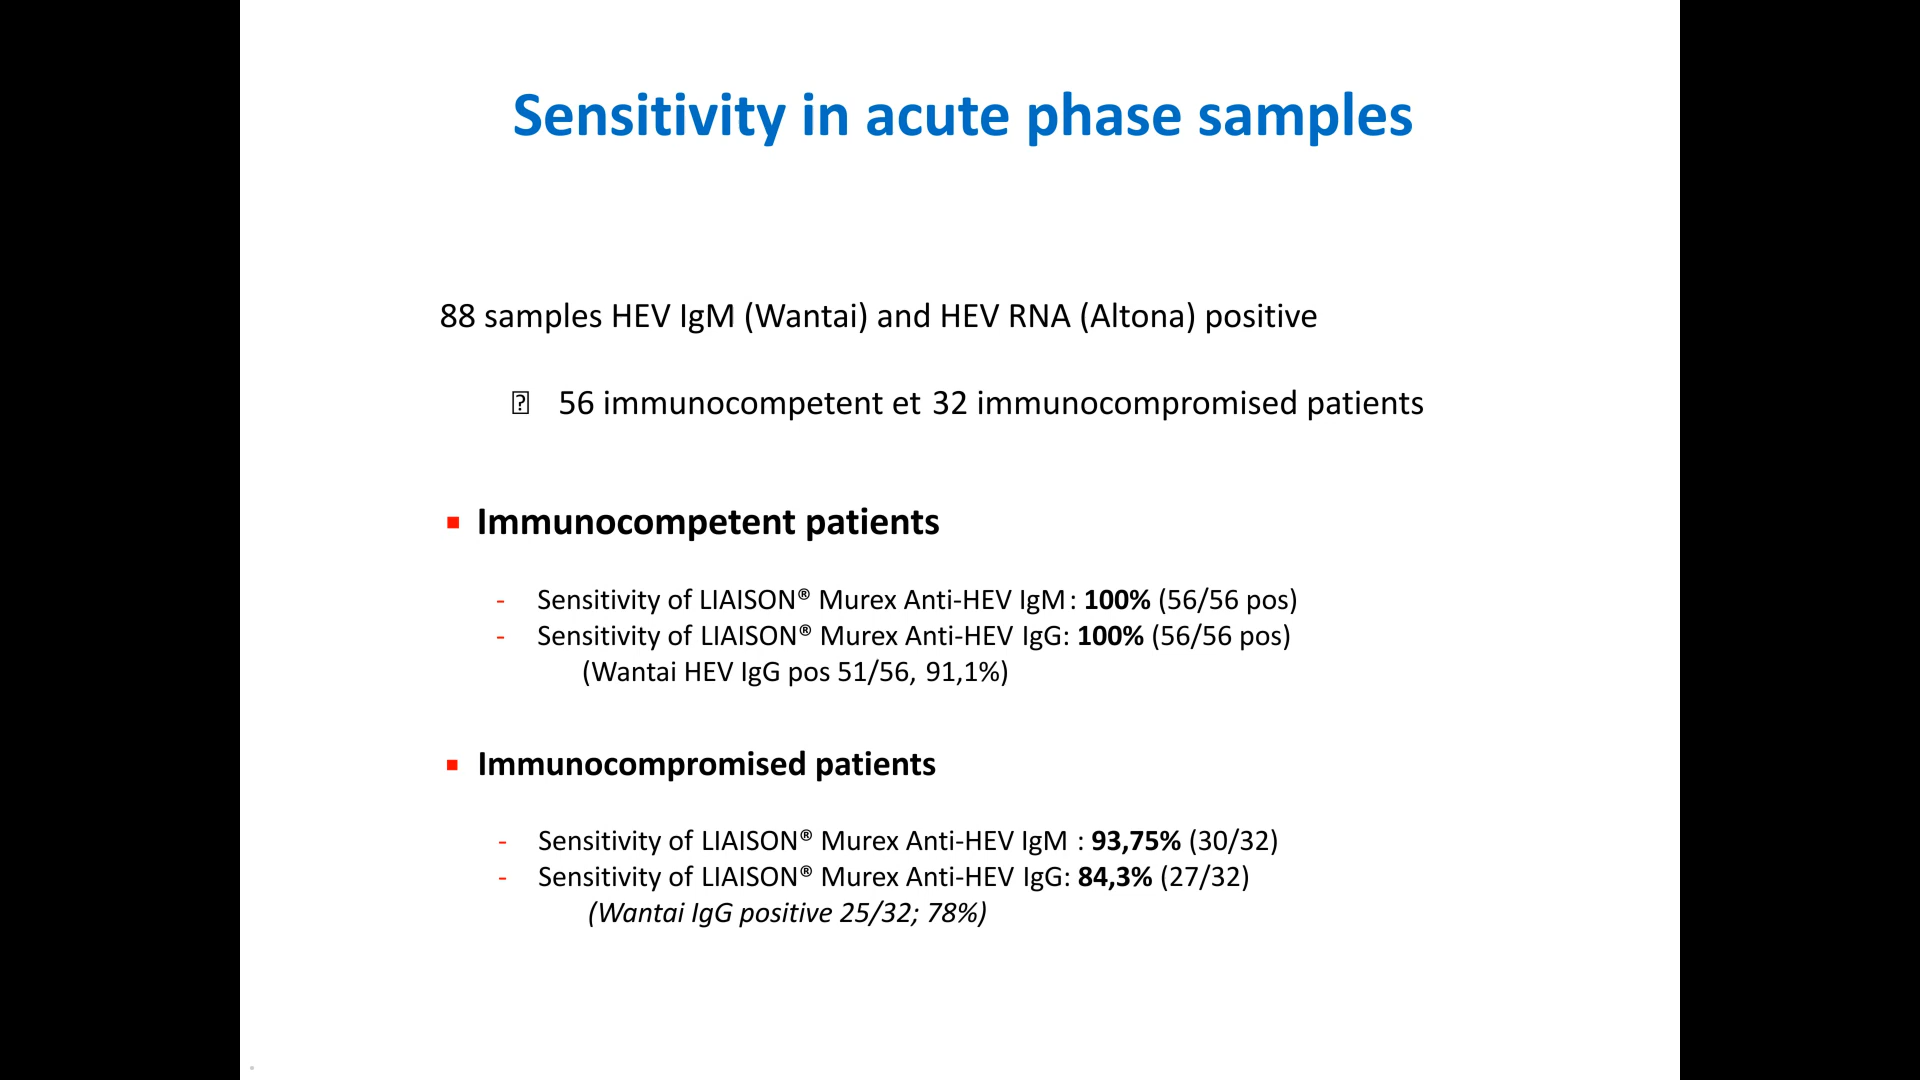 Sensitivity in acute phase samples
88 samples HEV IgM (Wantai) and HEV RNA (Altona) positive
56 immunocompetent et 32 immunocompromised patients
▪ Immunocompetent patients
- Sensitivity of LIAISON® Murex Anti-HEV IgM : 100% (56/56 pos)
- Sensitivity of LIAISON® Murex Anti-HEV IgG: 100% (56/56 pos)
(Wantai HEV IgG pos 51/56, 91,1%)
▪ Immunocompromised patients
- Sensitivity of LIAISON® Murex Anti-HEV IgM : 93,75% (30/32)
- Sensitivity of LIAISON® Murex Anti-HEV IgG: 84,3% (27/32)
(Wantai IgG positive 25/32; 78%)